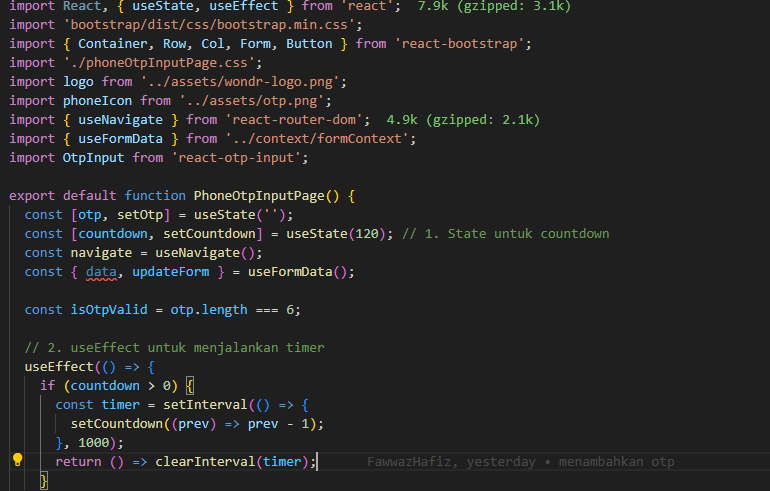 import React, { useState, useEffect } from 'react';  7.9k (gzipped: 3.1k)
import 'bootstrap/dist/css/bootstrap.min.css';
import { Container, Row, Col, Form, Button } from 'react-bootstrap';
import './phoneOtpInputPage.css';
import logo from '../assets/wondr-logo.png';
import phoneIcon from '../assets/otp.png';
import { useNavigate } from 'react-router-dom';  4.9k (gzipped: 2.1k)
import { useFormData } from '../context/formContext';
import OtpInput from 'react-otp-input';

export default function PhoneOtpInputPage() {
  const [otp, setOtp] = useState('');
  const [countdown, setCountdown] = useState(120); // 1. State untuk countdown
  const navigate = useNavigate();
  const { data, updateForm } = useFormData();

  const isOtpValid = otp.length === 6;

  // 2. useEffect untuk menjalankan timer
  useEffect(() => {
    if (countdown > 0) {
      const timer = setInterval(() => {
        setCountdown((prev) => prev - 1);
      }, 1000);
      return () => clearInterval(timer);      FawwazHafiz, yesterday • menambahkan otp
    }